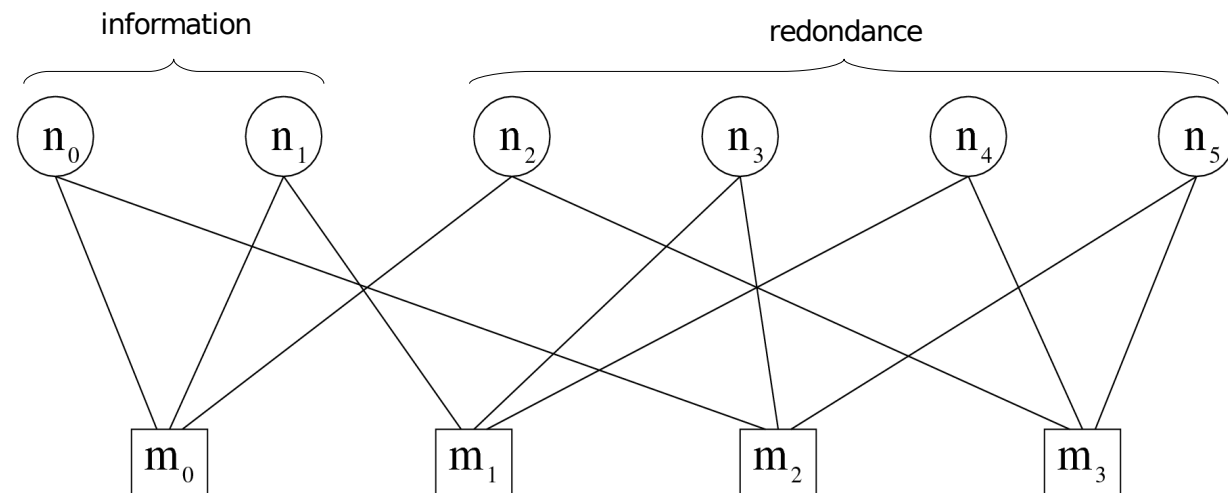 information
redondance
n₀ n₁ n₂ n₃ n₄ n₅
m₀ m₁ m₂ m₃